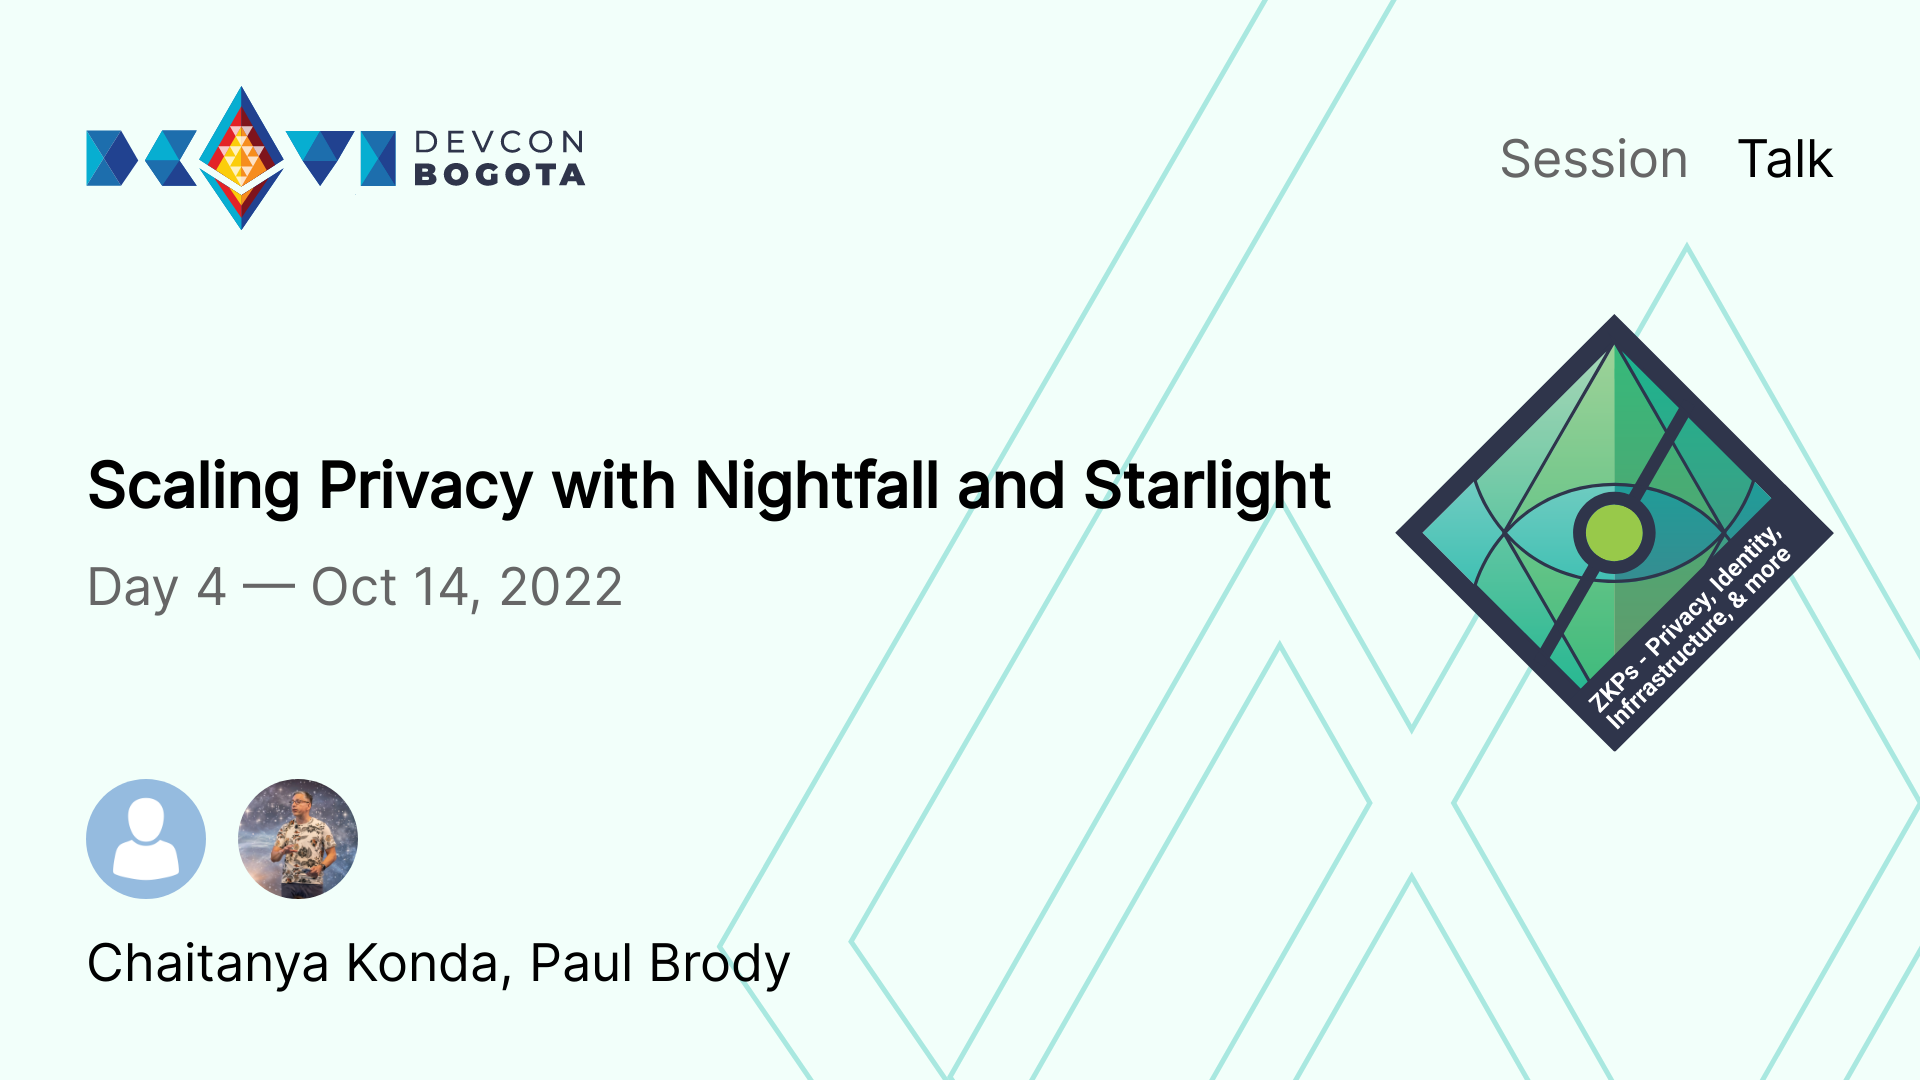 DEVCON
BOGOTA
Session Talk
Scaling Privacy with Nightfall and Starlight
Day 4 — Oct 14, 2022
ZKPs - Privacy, Identity,
Infrrastructure, & more
Chaitanya Konda, Paul Brody